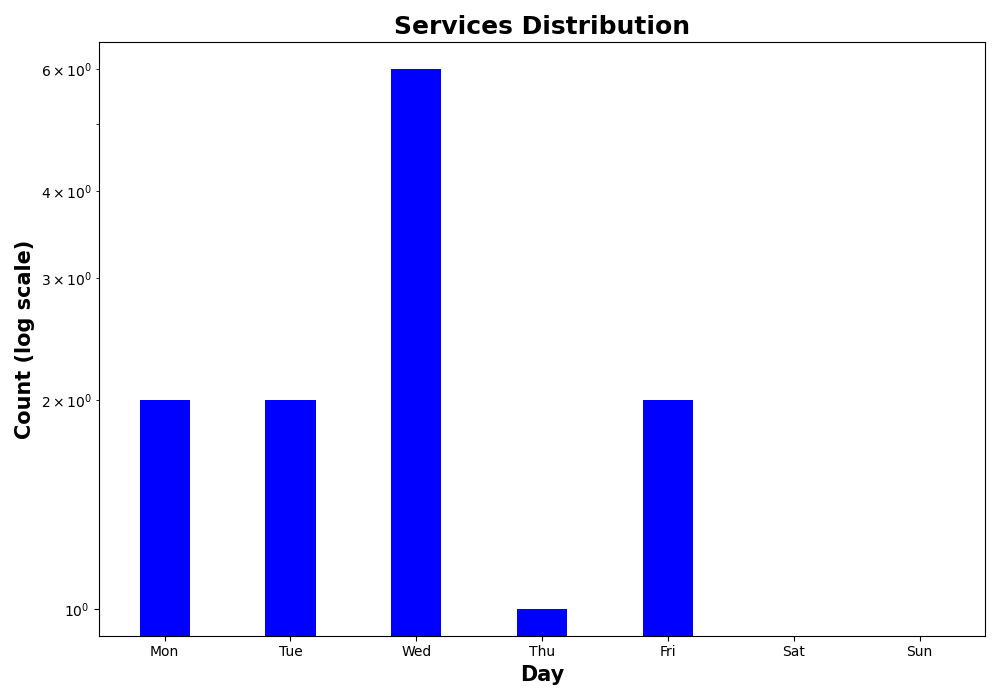 Services Distribution
Count (log scale)
6 × 10⁰
4 × 10⁰
3 × 10⁰
2 × 10⁰
10⁰
Mon Tue Wed Thu Fri Sat Sun
Day